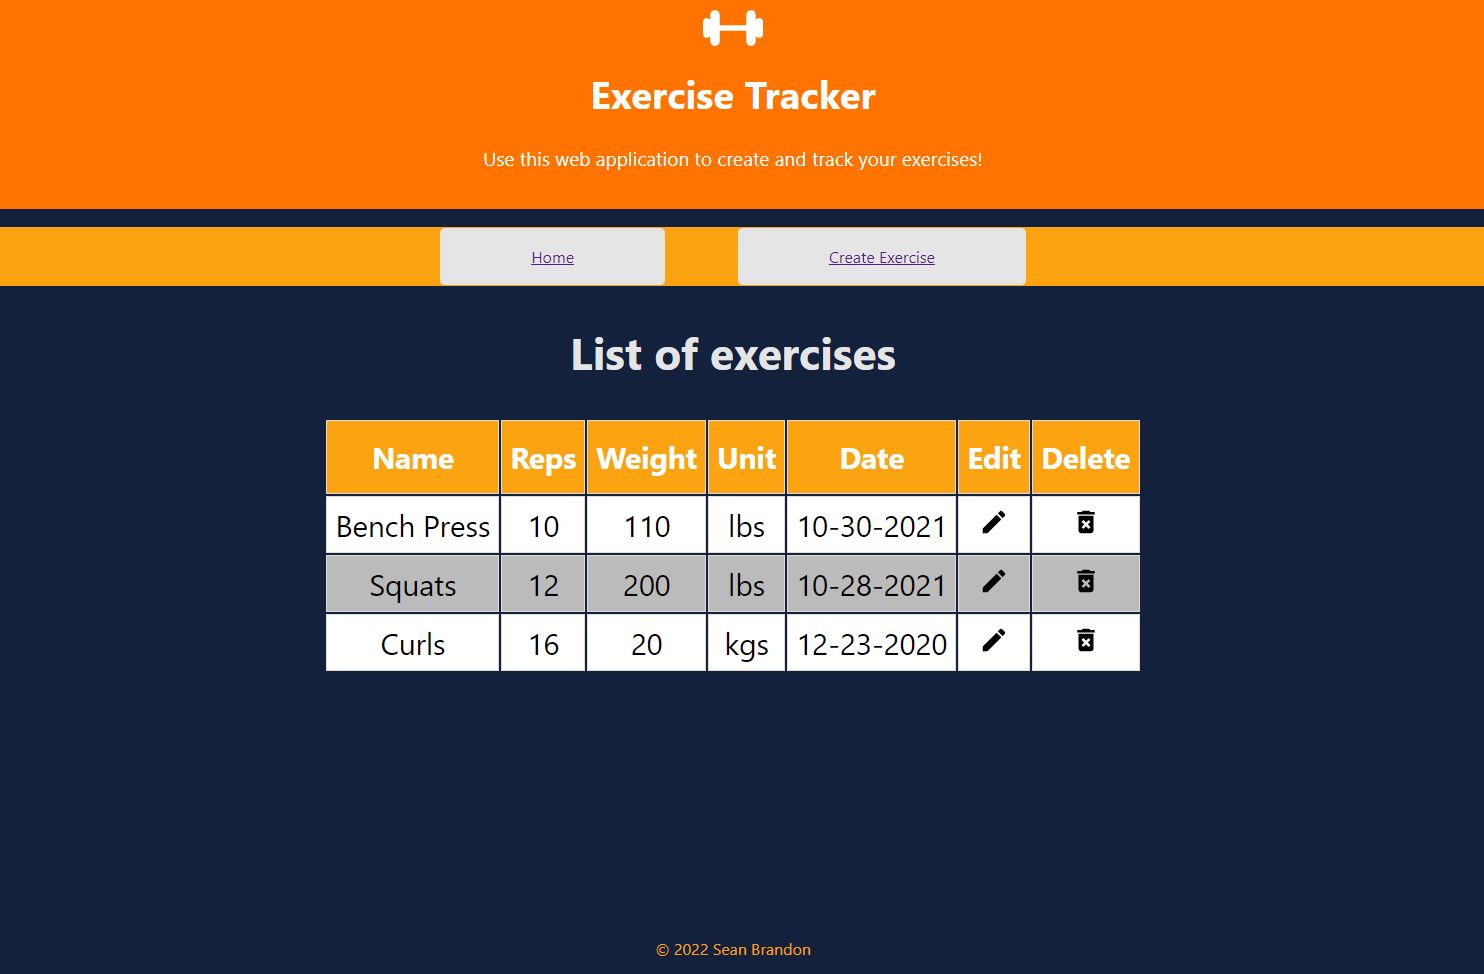 Exercise Tracker
Use this web application to create and track your exercises!
Home Create Exercise
List of exercises
Name Reps Weight Unit Date Edit Delete
Bench Press 10 110 lbs 10-30-2021
Squats 12 200 lbs 10-28-2021
Curls 16 20 kgs 12-23-2020
© 2022 Sean Brandon